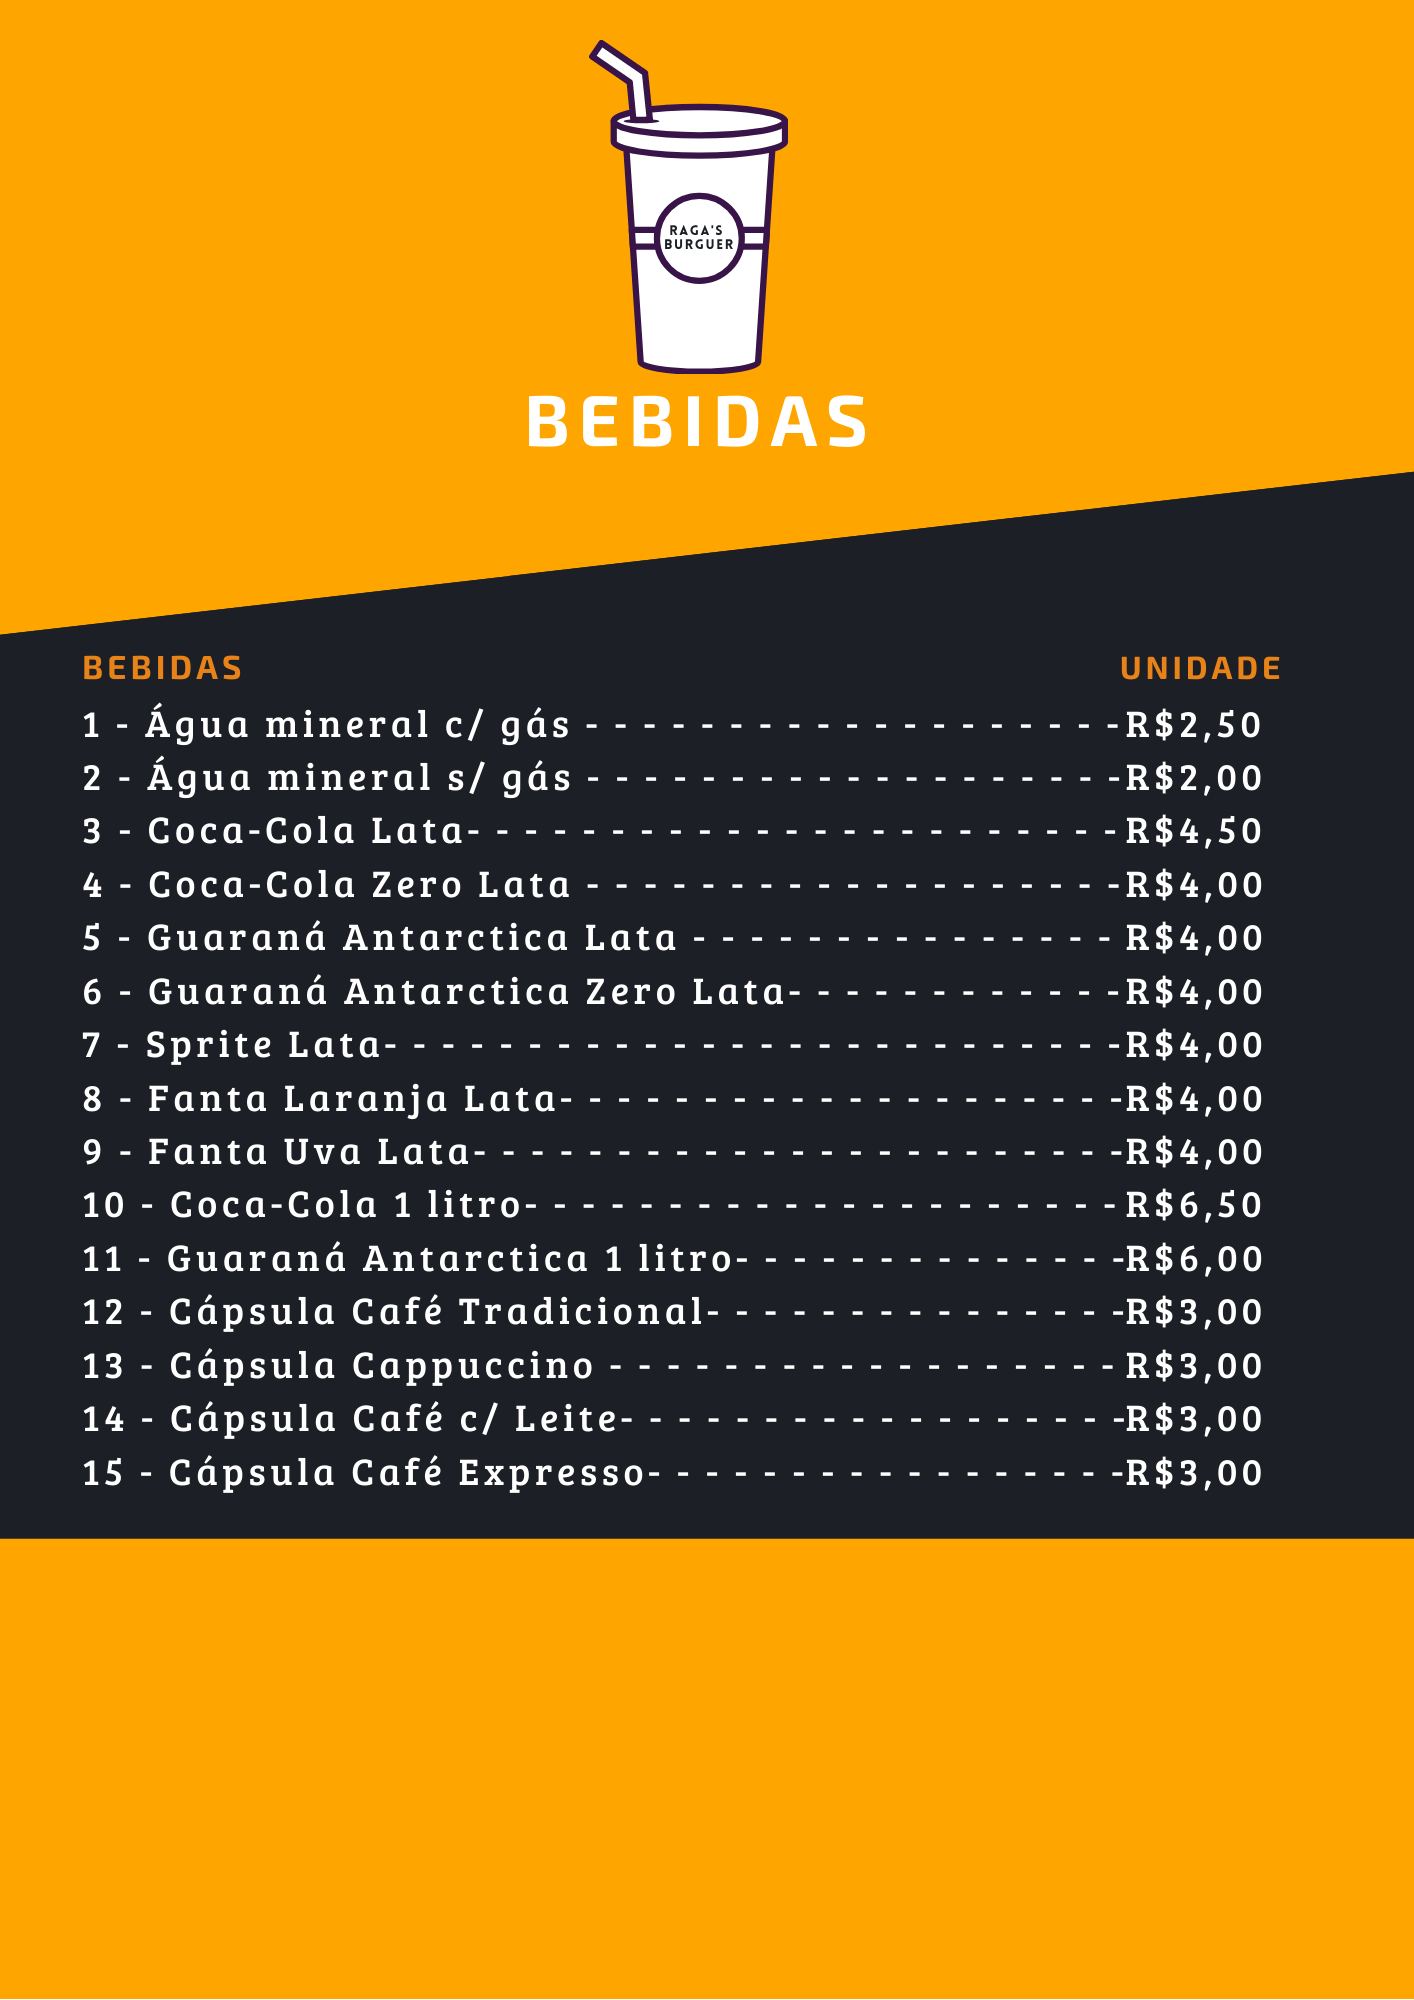 RAGA'S
BURGUER
BEBIDAS
BEBIDAS UNIDADE
1 - Água mineral c/ gás - - - - - - - - - - - - - - - - - - -R$2,50
2 - Água mineral s/ gás - - - - - - - - - - - - - - - - - - -R$2,00
3 - Coca-Cola Lata- - - - - - - - - - - - - - - - - - - - - - - R$4,50
4 - Coca-Cola Zero Lata - - - - - - - - - - - - - - - - - - -R$4,00
5 - Guaraná Antarctica Lata - - - - - - - - - - - - - - - R$4,00
6 - Guaraná Antarctica Zero Lata- - - - - - - - - - - -R$4,00
7 - Sprite Lata- - - - - - - - - - - - - - - - - - - - - - - - - -R$4,00
8 - Fanta Laranja Lata- - - - - - - - - - - - - - - - - - - -R$4,00
9 - Fanta Uva Lata- - - - - - - - - - - - - - - - - - - - - - -R$4,00
10 - Coca-Cola 1 litro- - - - - - - - - - - - - - - - - - - - - R$6,50
11 - Guaraná Antarctica 1 litro- - - - - - - - - - - - - -R$6,00
12 - Cápsula Café Tradicional- - - - - - - - - - - - - - -R$3,00
13 - Cápsula Cappuccino - - - - - - - - - - - - - - - - - - R$3,00
14 - Cápsula Café c/ Leite- - - - - - - - - - - - - - - - - -R$3,00
15 - Cápsula Café Expresso- - - - - - - - - - - - - - - - -R$3,00